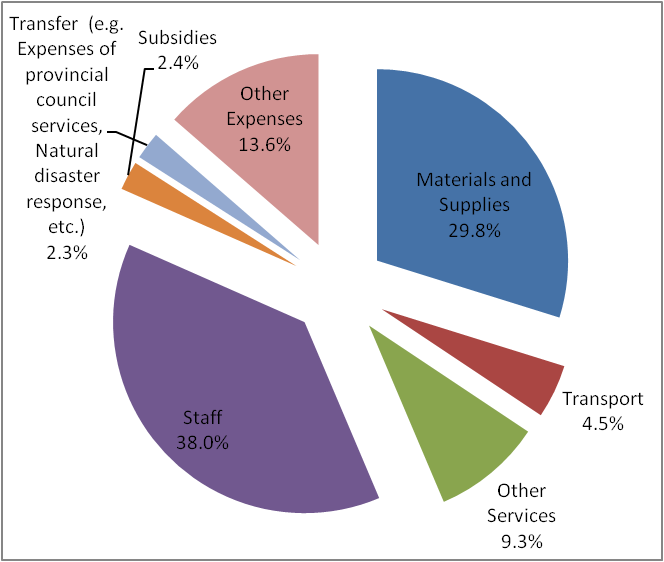 Transfer (e.g.
Expenses of
provincial
council
services,
Natural
disaster
response,
etc.)
2.3%
Subsidies
2.4%
Other
Expenses
13.6%
Materials and
Supplies
29.8%
Transport
4.5%
Other
Services
9.3%
Staff
38.0%